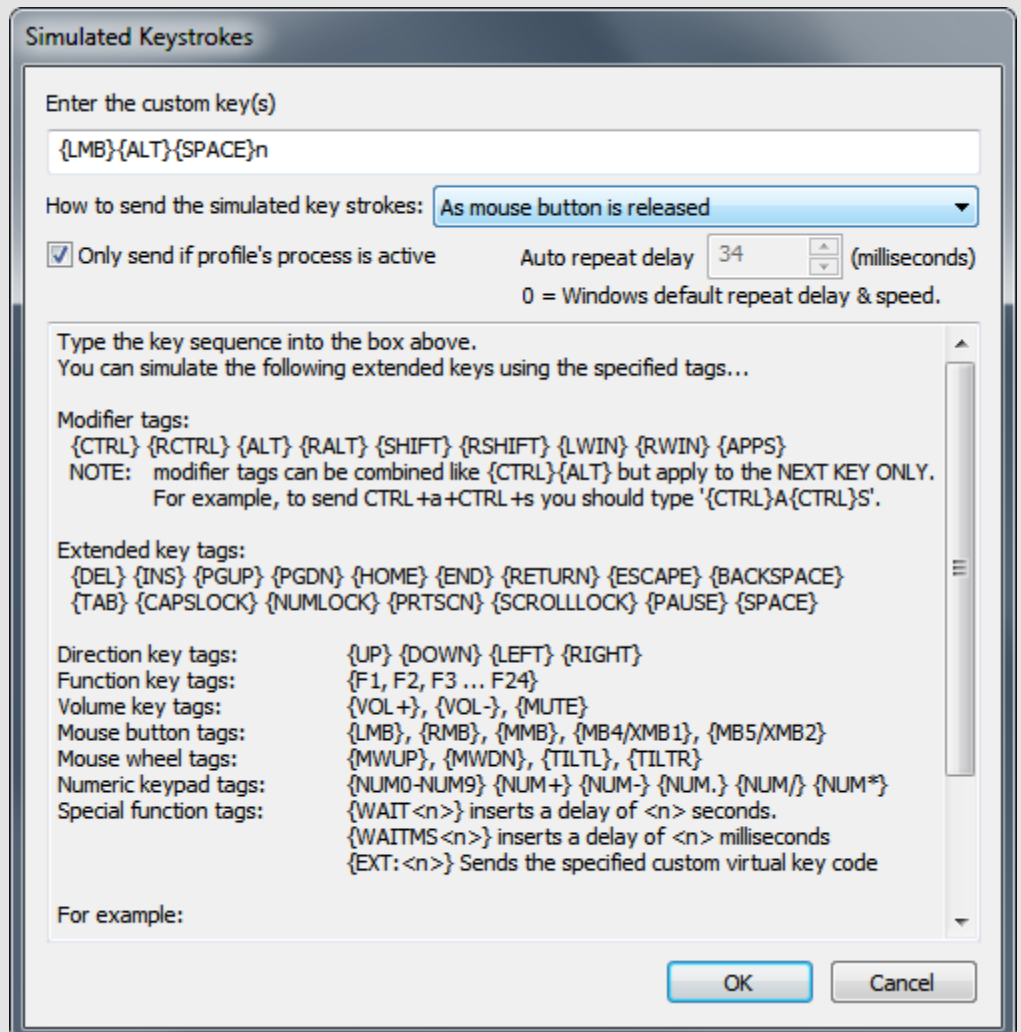 Simulated Keystrokes
Enter the custom key(s)
{LMB}{ALT}{SPACE}n
How to send the simulated key strokes: As mouse button is released
Only send if profile's process is active Auto repeat delay 34 (milliseconds)
0 = Windows default repeat delay & speed.
Type the key sequence into the box above.
You can simulate the following extended keys using the specified tags...
Modifier tags:
{CTRL} {RCTRL} {ALT} {RALT} {SHIFT} {RSHIFT} {LWIN} {RWIN} {APPS}
NOTE: modifier tags can be combined like {CTRL}{ALT} but apply to the NEXT KEY ONLY.
For example, to send CTRL+a+CTRL+s you should type '{CTRL}A{CTRL}S'.
Extended key tags:
{DEL} {INS} {PGUP} {PGDN} {HOME} {END} {RETURN} {ESCAPE} {BACKSPACE}
{TAB} {CAPSLOCK} {NUMLOCK} {PRTSCN} {SCROLLLOCK} {PAUSE} {SPACE}
Direction key tags: {UP} {DOWN} {LEFT} {RIGHT}
Function key tags: {F1, F2, F3 ... F24}
Volume key tags: {VOL+}, {VOL-}, {MUTE}
Mouse button tags: {LMB}, {RMB}, {MMB}, {MB4/XMB1}, {MB5/XMB2}
Mouse wheel tags: {MWUP}, {MWDN}, {TILTL}, {TILTR}
Numeric keypad tags: {NUM0-NUM9} {NUM+} {NUM-} {NUM.} {NUM/} {NUM*}
Special function tags: {WAIT<n>} inserts a delay of <n> seconds.
{WAITMS<n>} inserts a delay of <n> milliseconds
{EXT:<n>} Sends the specified custom virtual key code
For example:
OK Cancel